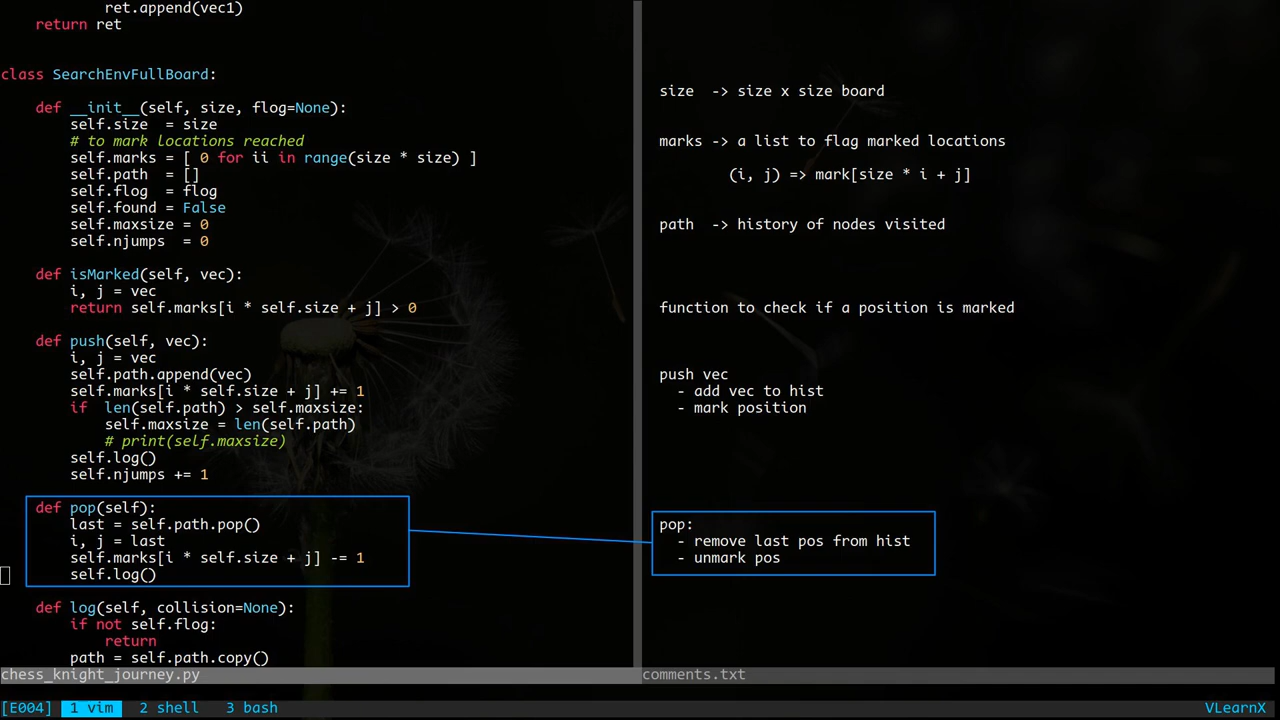 ret.append(vec1)
    return ret
class SearchEnvFullBoard:
    def __init__(self, size, flog=None):
        self.size  = size
        # to mark locations reached
        self.marks = [ 0 for ii in range(size * size) ]
        self.path  = []
        self.flog  = flog
        self.found = False
        self.maxsize = 0
        self.njumps  = 0
    def isMarked(self, vec):
        i, j = vec
        return self.marks[i * self.size + j] > 0
    def push(self, vec):
        i, j = vec
        self.path.append(vec)
        self.marks[i * self.size + j] += 1
        if  len(self.path) > self.maxsize:
            self.maxsize = len(self.path)
            # print(self.maxsize)
        self.log()
        self.njumps += 1
    def pop(self):
        last = self.path.pop()
        i, j = last
        self.marks[i * self.size + j] -= 1
        self.log()
    def log(self, collision=None):
        if not self.flog:
            return
        path = self.path.copy()
chess_knight_journey.py
size  -> size x size board
marks -> a list to flag marked locations
        (i, j) => mark[size * i + j]
path  -> history of nodes visited
function to check if a position is marked
push vec
  - add vec to hist
  - mark position
pop:
  - remove last pos from hist
  - unmark pos
comments.txt
[E004] 1 vim  2 shell  3 bash
VLearnX